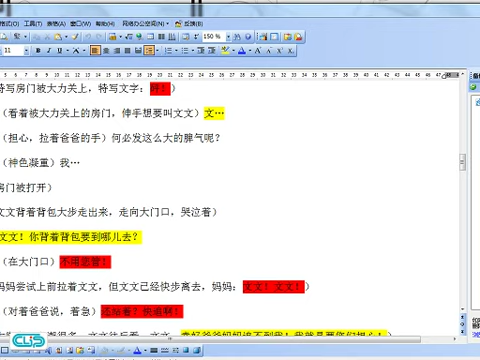 格式(O) 工具(T) 表格(A) 窗口(W) 帮助(H) 网络办公空间(N) 反馈(B)
150 %
11 B I U
特写房门被大力关上，特写文字：砰！）
（看着被大力关上的房门，伸手想要叫文文）文…
（担心，拉着爸爸的手）何必发这么大的脾气呢？
（神色凝重）我…
房门被打开）
文文背着背包大步走出来，走向大门口，哭泣着）
文文！你背着背包要到哪儿去？
（在大门口）不用您管！
妈妈尝试上前拉着文文，但文文已经快步离去，妈妈：文文！文文！）
（对着爸爸说，着急）还站着？快追啊！